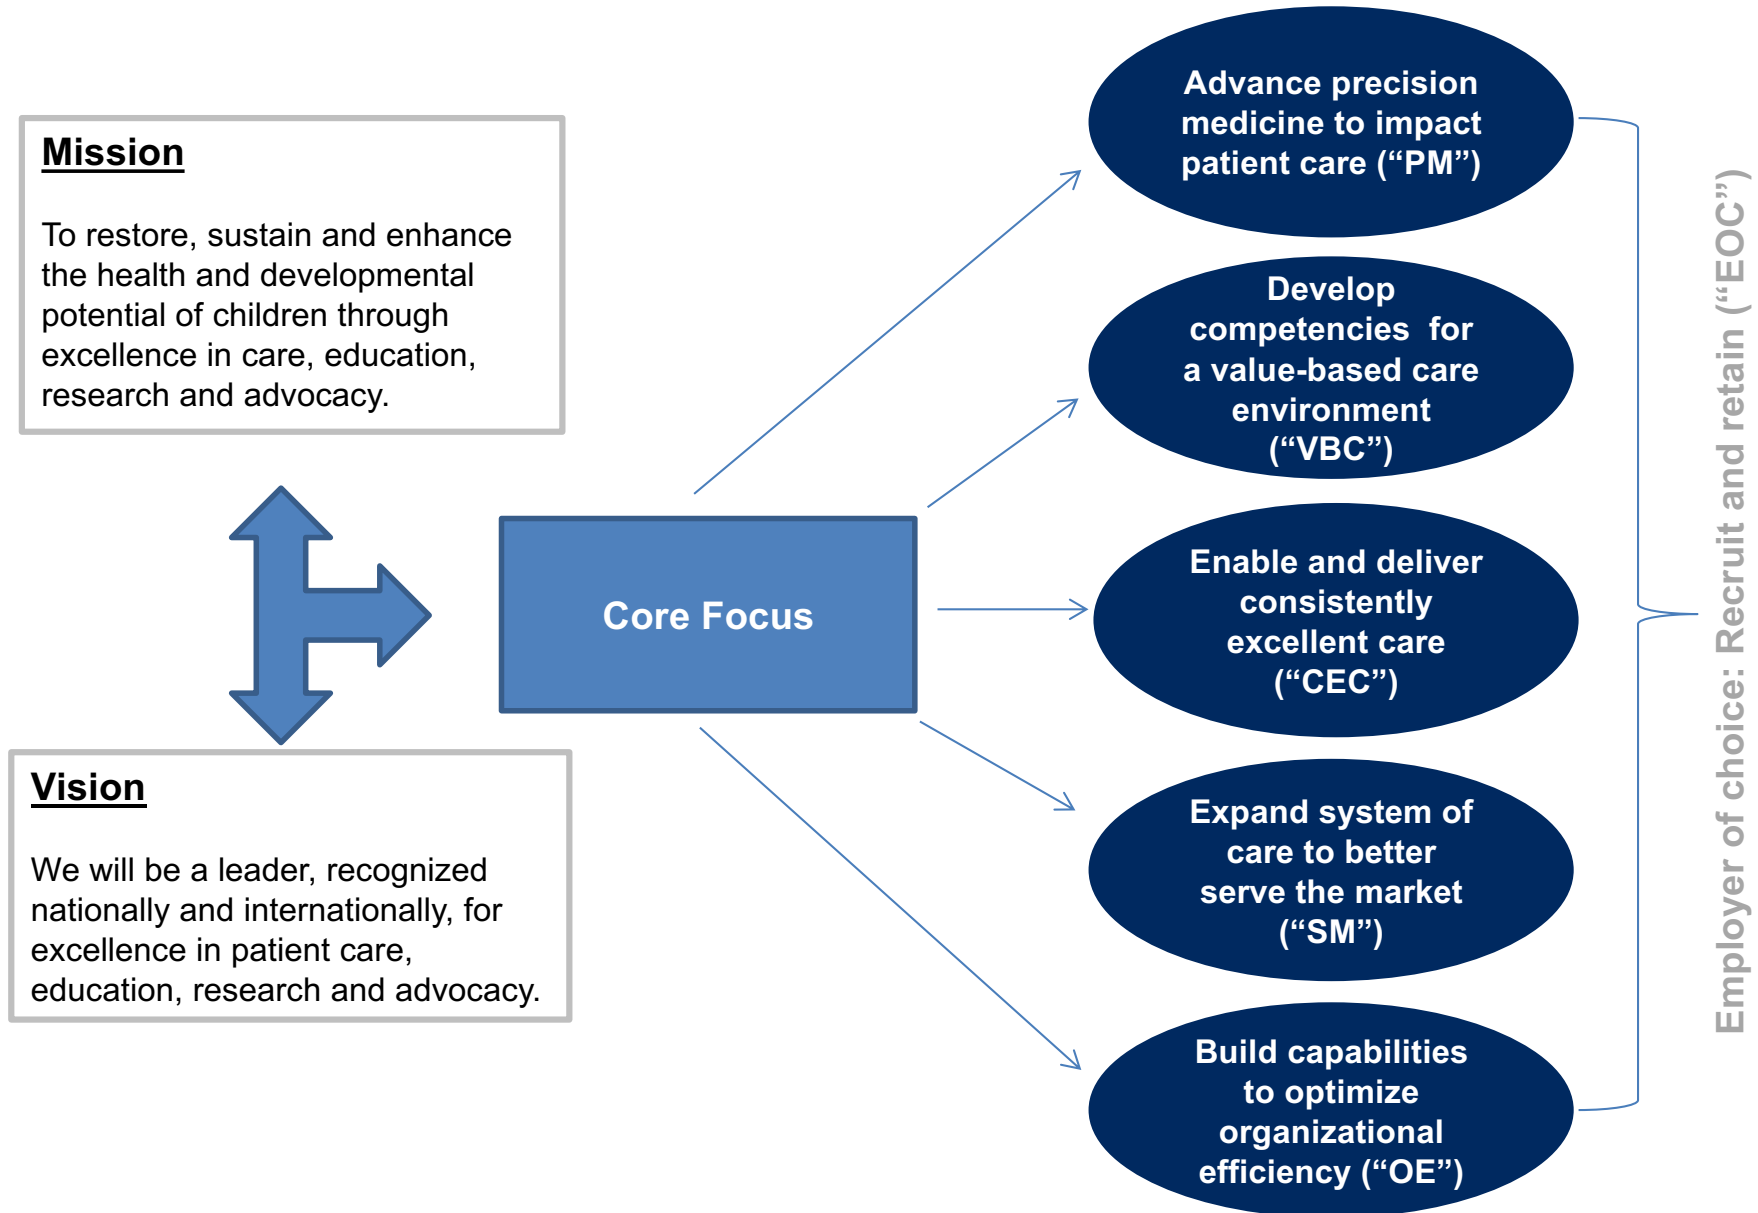 Mission
To restore, sustain and enhance
the health and developmental
potential of children through
excellence in care, education,
research and advocacy.
Vision
We will be a leader, recognized
nationally and internationally, for
excellence in patient care,
education, research and advocacy.
Core Focus
Advance precision
medicine to impact
patient care (“PM”)
Develop
competencies  for
a value-based care
environment
(“VBC”)
Enable and deliver
consistently
excellent care
(“CEC”)
Expand system of
care to better
serve the market
(“SM”)
Build capabilities
to optimize
organizational
efficiency (“OE”)
Employer of choice: Recruit and retain (“EOC”)